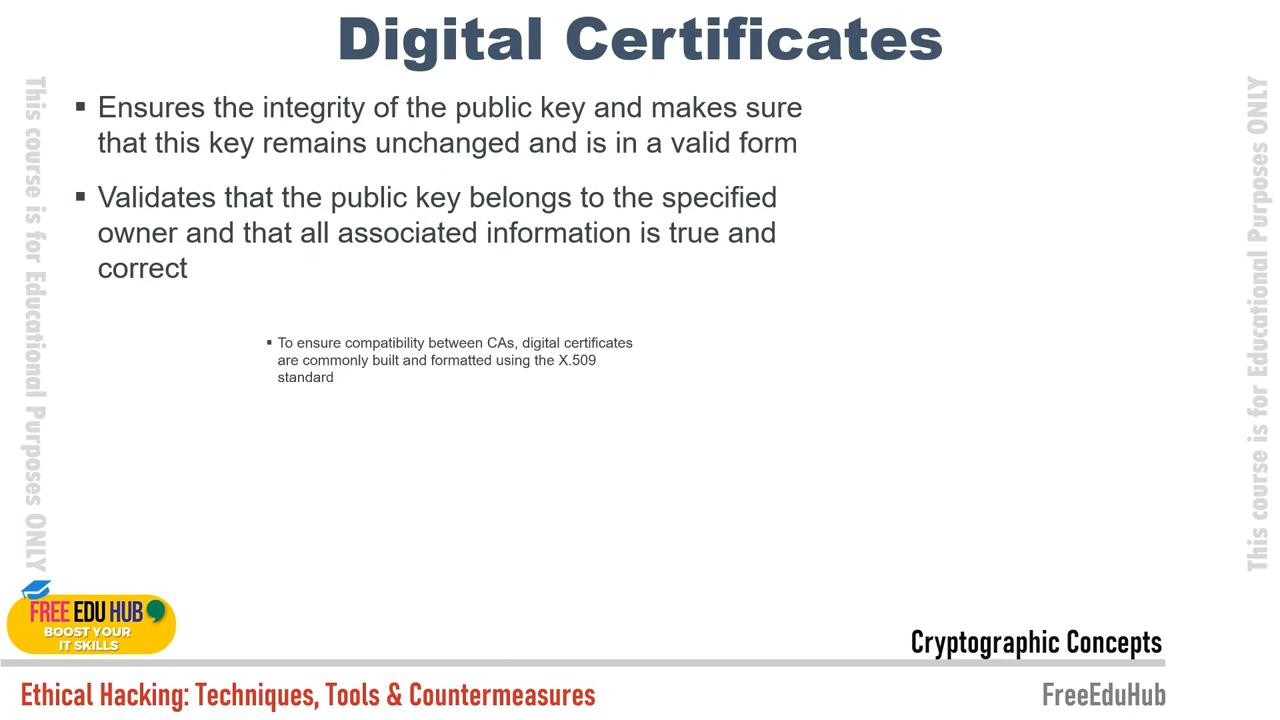 Digital Certificates
▪ Ensures the integrity of the public key and makes sure
that this key remains unchanged and is in a valid form
▪ Validates that the public key belongs to the specified
owner and that all associated information is true and
correct
▪ To ensure compatibility between CAs, digital certificates
are commonly built and formatted using the X.509
standard
This course is for Educational Purposes ONLY
This course is for Educational Purposes ONLY
FREE EDU HUB
BOOST YOUR
IT SKILLS
Cryptographic Concepts
Ethical Hacking: Techniques, Tools & Countermeasures
FreeEduHub